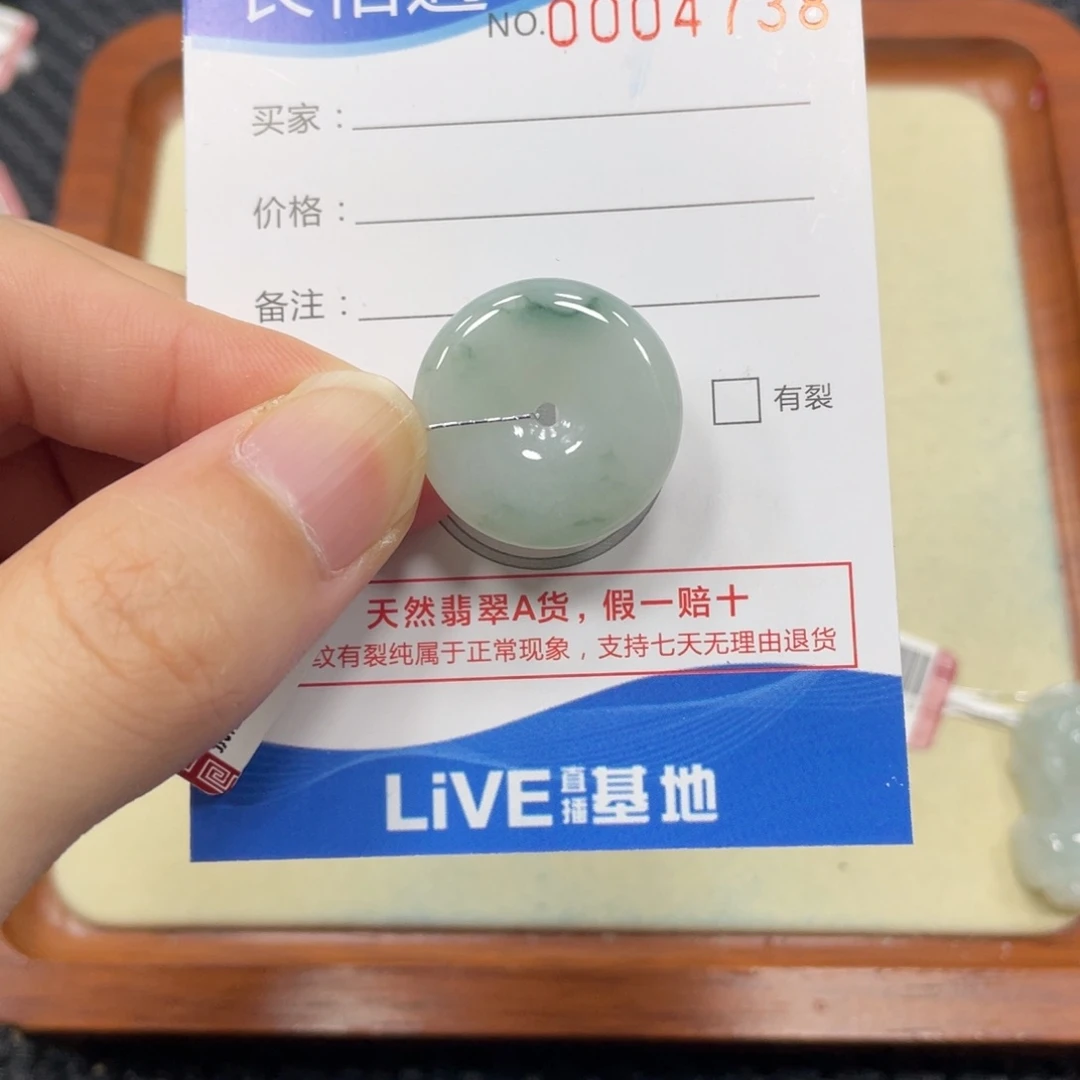 NO.0004738
买家：
价格：
备注：
有裂
天然翡翠A货，假一赔十
纹有裂纯属于正常现象，支持七天无理由退货
LiVE直播基地